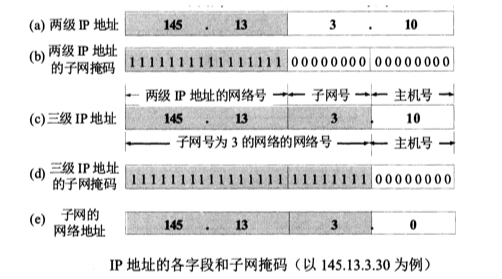 (a) 两级 IP 地址 145 . 13 . 3 . 10
(b) 两级 IP 地址
的子网掩码 1111111111111111 00000000 00000000
两级 IP 地址的网络号 子网号 主机号
(c) 三级 IP 地址 145 . 13 . 3 . 10
子网号为 3 的网络的网络号 主机号
(d) 三级 IP 地址
的子网掩码 1111111111111111 11111111 00000000
(e) 子网的
网络地址 145 . 13 . 3 . 0
IP 地址的各字段和子网掩码（以 145.13.3.30 为例）